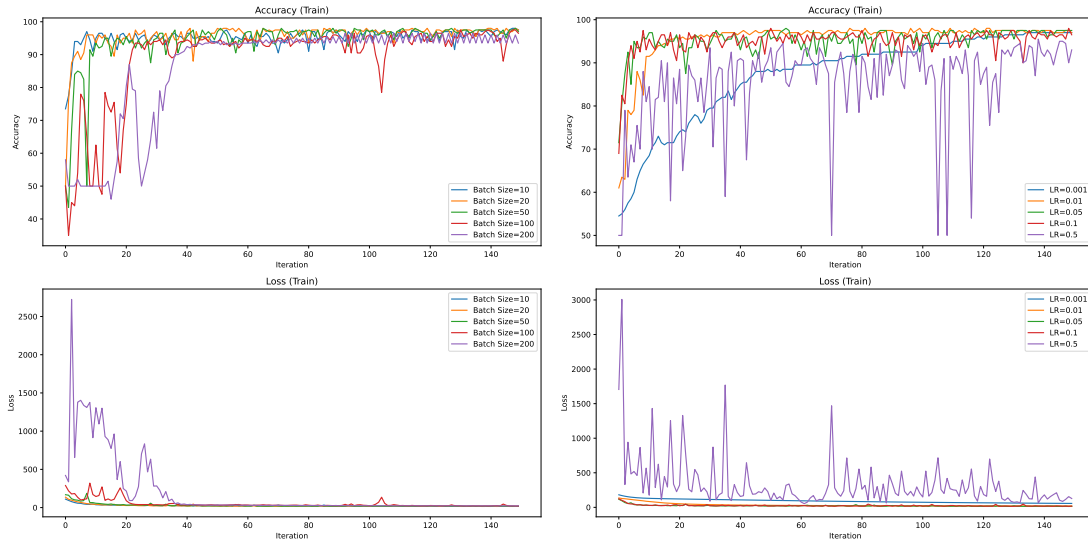 Accuracy (Train)
100
90
80
70
60
50
40
Accuracy
0
20
40
60
80
100
120
140
Iteration
Batch Size=10
Batch Size=20
Batch Size=50
Batch Size=100
Batch Size=200
Accuracy (Train)
100
90
80
70
60
50
Accuracy
0
20
40
60
80
100
120
140
Iteration
LR=0.001
LR=0.01
LR=0.05
LR=0.1
LR=0.5
Loss (Train)
2500
2000
1500
1000
500
0
Loss
0
20
40
60
80
100
120
140
Iteration
Batch Size=10
Batch Size=20
Batch Size=50
Batch Size=100
Batch Size=200
Loss (Train)
3000
2500
2000
1500
1000
500
0
Loss
0
20
40
60
80
100
120
140
Iteration
LR=0.001
LR=0.01
LR=0.05
LR=0.1
LR=0.5